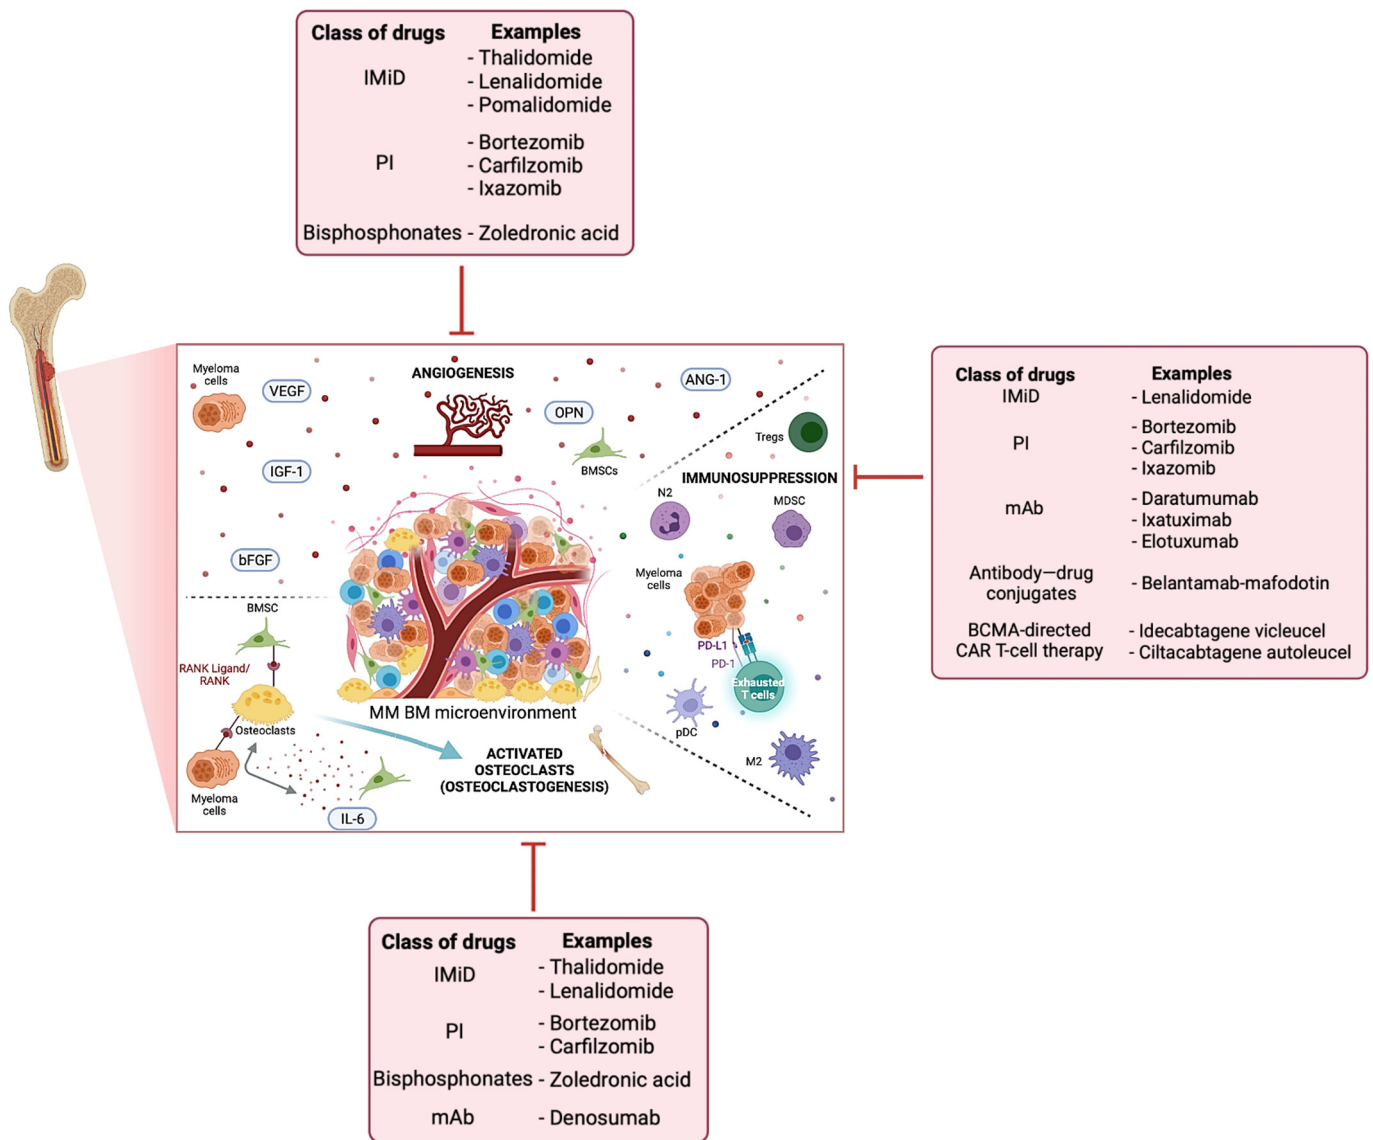 Class of drugs Examples
IMiD
- Thalidomide
- Lenalidomide
- Pomalidomide
PI
- Bortezomib
- Carfilzomib
- Ixazomib
Bisphosphonates - Zoledronic acid
Myeloma
cells
VEGF
ANGIOGENESIS
ANG-1
OPN
BMSCs
IGF-1
bFGF
Tregs
IMMUNOSUPPRESSION
N2
MDSC
Myeloma
cells
PD-L1
PD-1
Exhausted
T cells
pDC
M2
BMSC
RANK Ligand/
RANK
Osteoclasts
Myeloma
cells
IL-6
MM BM microenvironment
ACTIVATED
OSTEOCLASTS
(OSTEOCLASTOGENESIS)
Class of drugs Examples
IMiD - Lenalidomide
PI
- Bortezomib
- Carfilzomib
- Ixazomib
mAb
- Daratumumab
- Ixatuximab
- Elotuxumab
Antibody—drug
conjugates
- Belantamab-mafodotin
BCMA-directed - Idecabtagene vicleucel
CAR T-cell therapy - Ciltacabtagene autoleucel
Class of drugs Examples
IMiD
- Thalidomide
- Lenalidomide
PI
- Bortezomib
- Carfilzomib
Bisphosphonates - Zoledronic acid
mAb - Denosumab